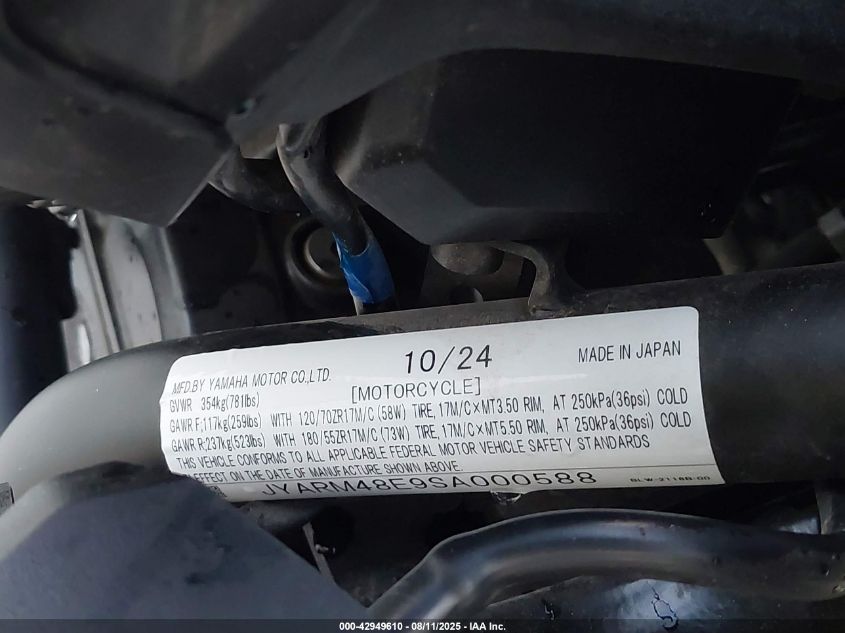 10/24
MFD.BY YAMAHA MOTOR CO.,LTD.
MADE IN JAPAN
[MOTORCYCLE]
GVWR 354kg(781lbs)
GAWR F;117kg(259lbs) WITH 120/70ZR17M/C(58W) TIRE,17M/C×MT3.50 RIM, AT 250kPa(36psi) COLD
GAWR R;237kg(523lbs) WITH 180/55ZR17M/C(73W) TIRE,17M/C×MT5.50 RIM, AT 250kPa(36psi) COLD
THIS VEHICLE CONFORMS TO ALL APPLICABLE FEDERAL MOTOR VEHICLE SAFETY STANDARDS
EFFECT ON THE DATE OF MANUFACTURE SHOWN ABOVE.
JYARM48E9SA000588
BLW-2118B-00
000-42949610 - 08/11/2025 - IAA Inc.